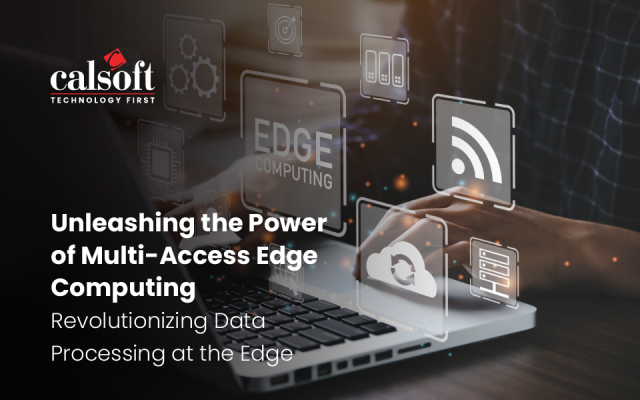 calsoft
TECHNOLOGY FIRST
EDGE
COMPUTING
Unleashing the Power
of Multi-Access Edge
Computing
Revolutionizing Data
Processing at the Edge